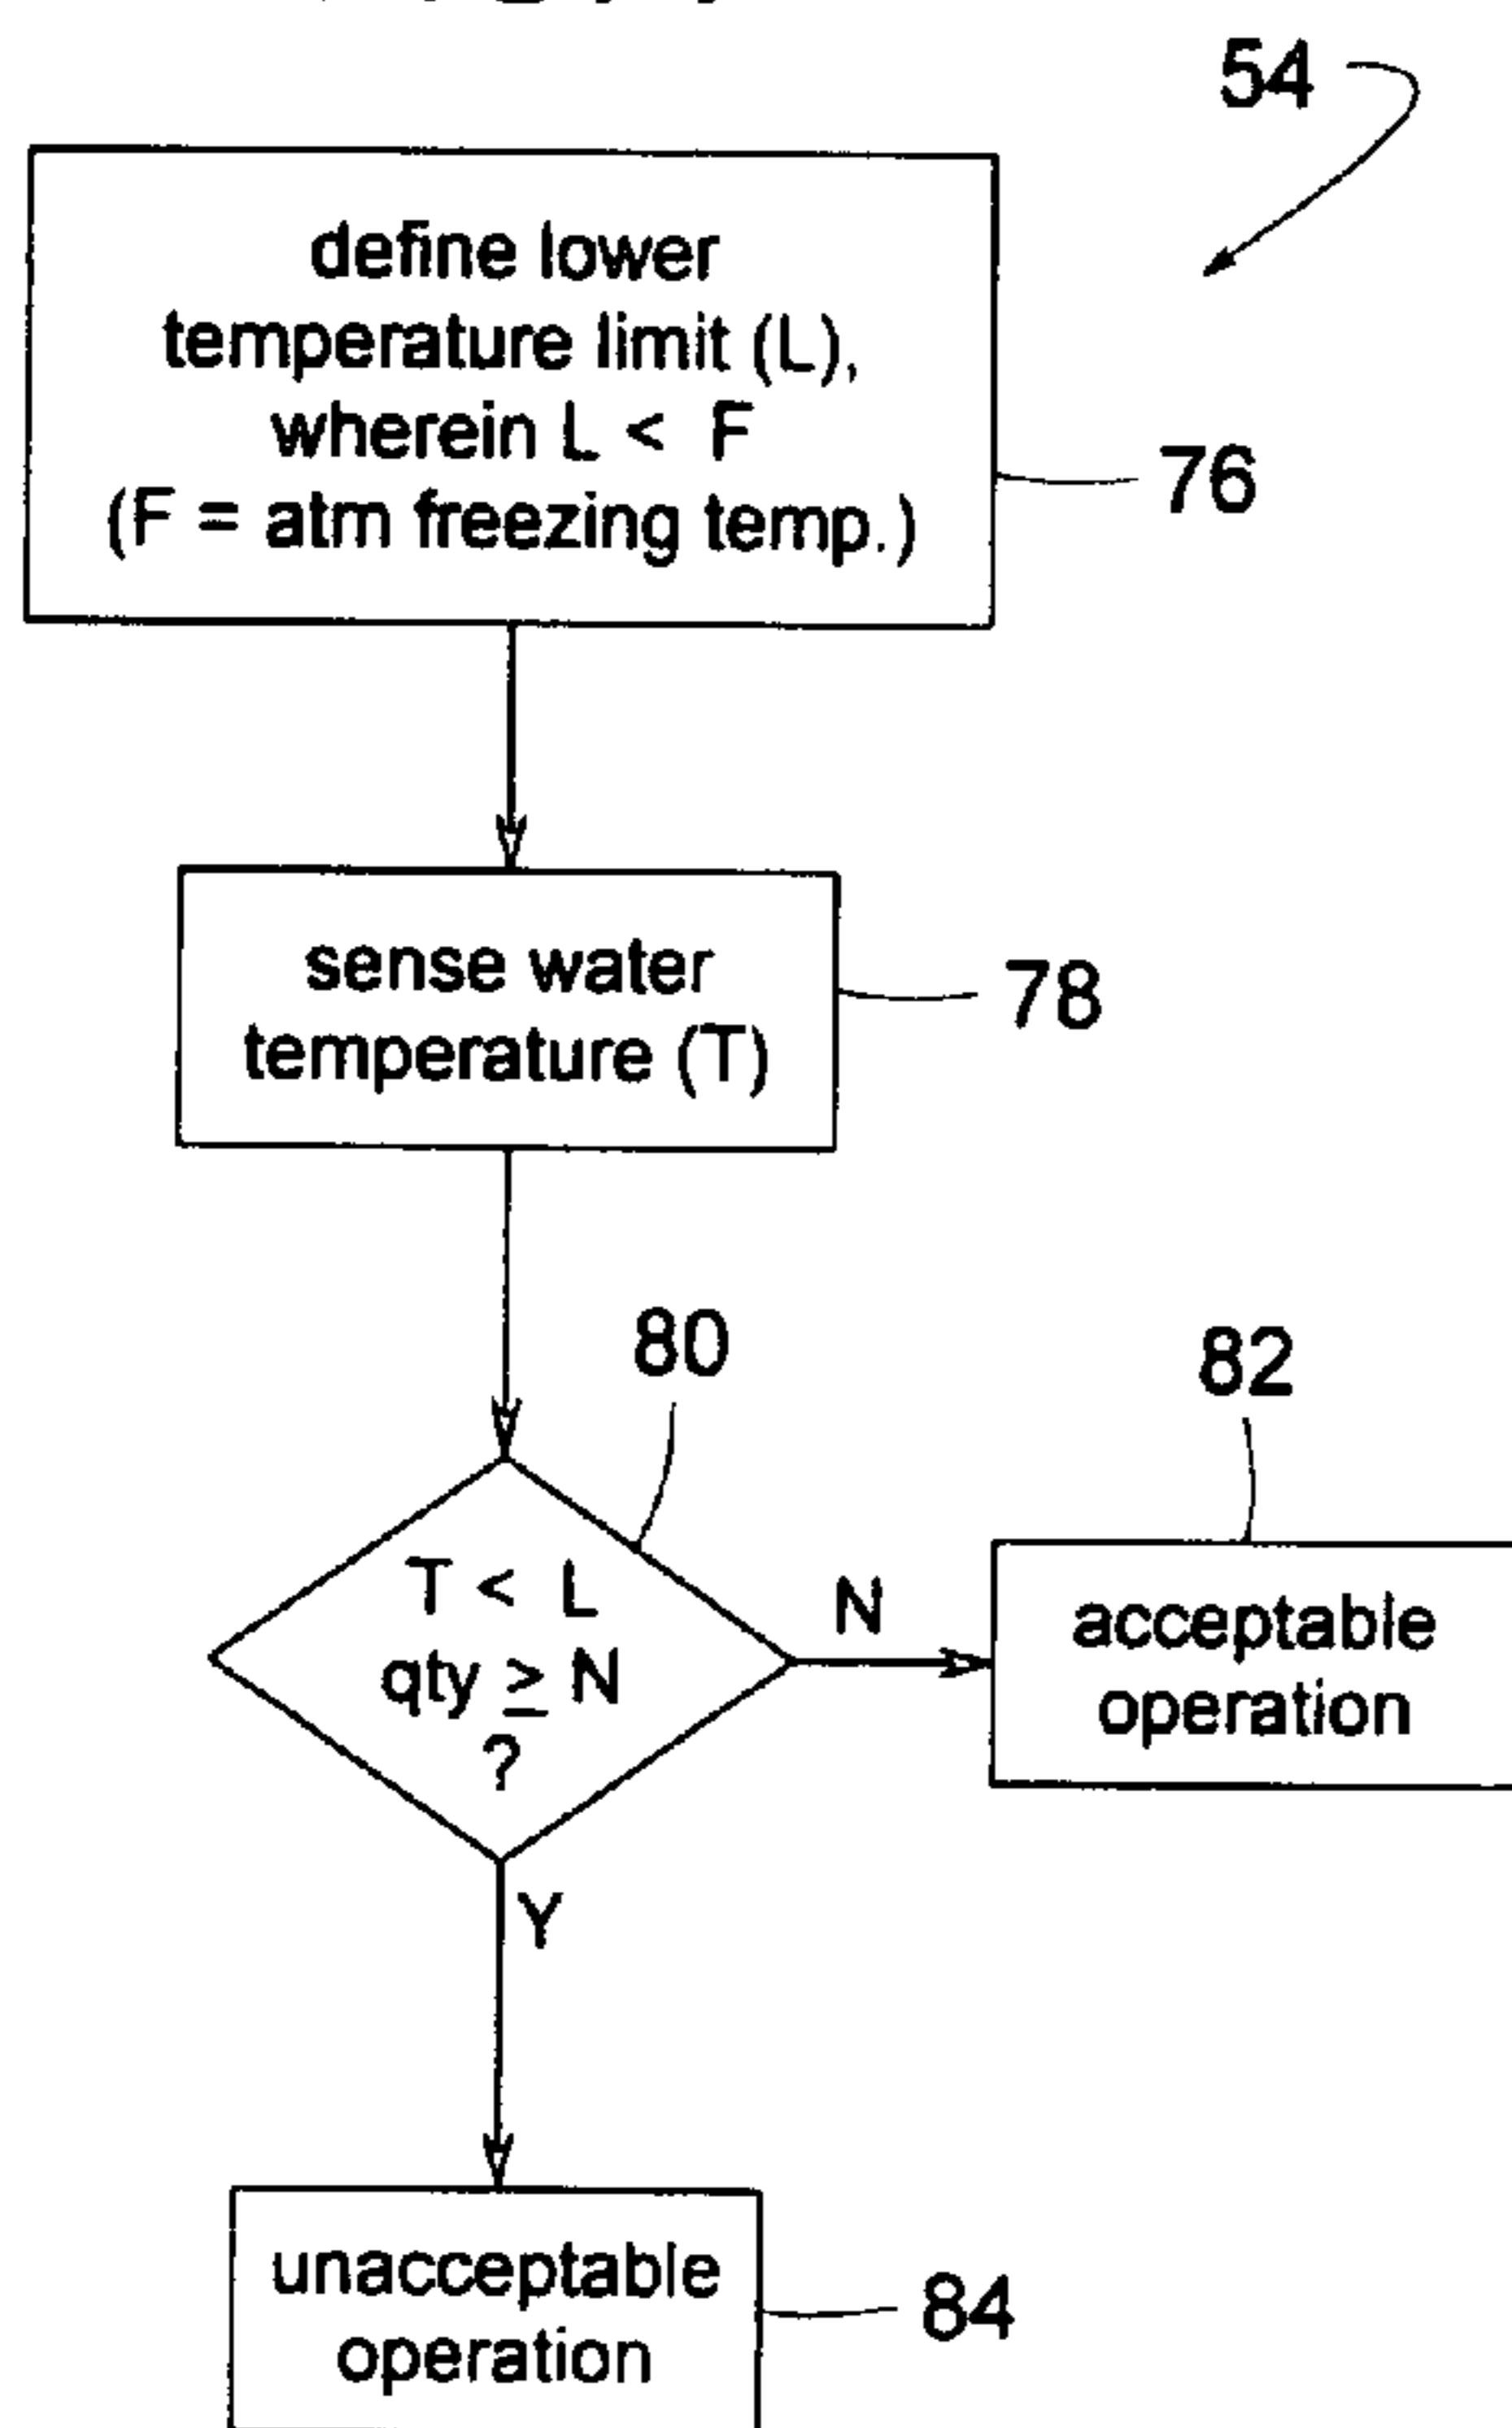 54
define lower
temperature limit (L),
wherein L < F
(F = atm freezing temp.)
76
sense water
temperature (T)
78
80
82
T < L
qty ≥ N
?
N
acceptable
operation
Y
unacceptable
operation
84